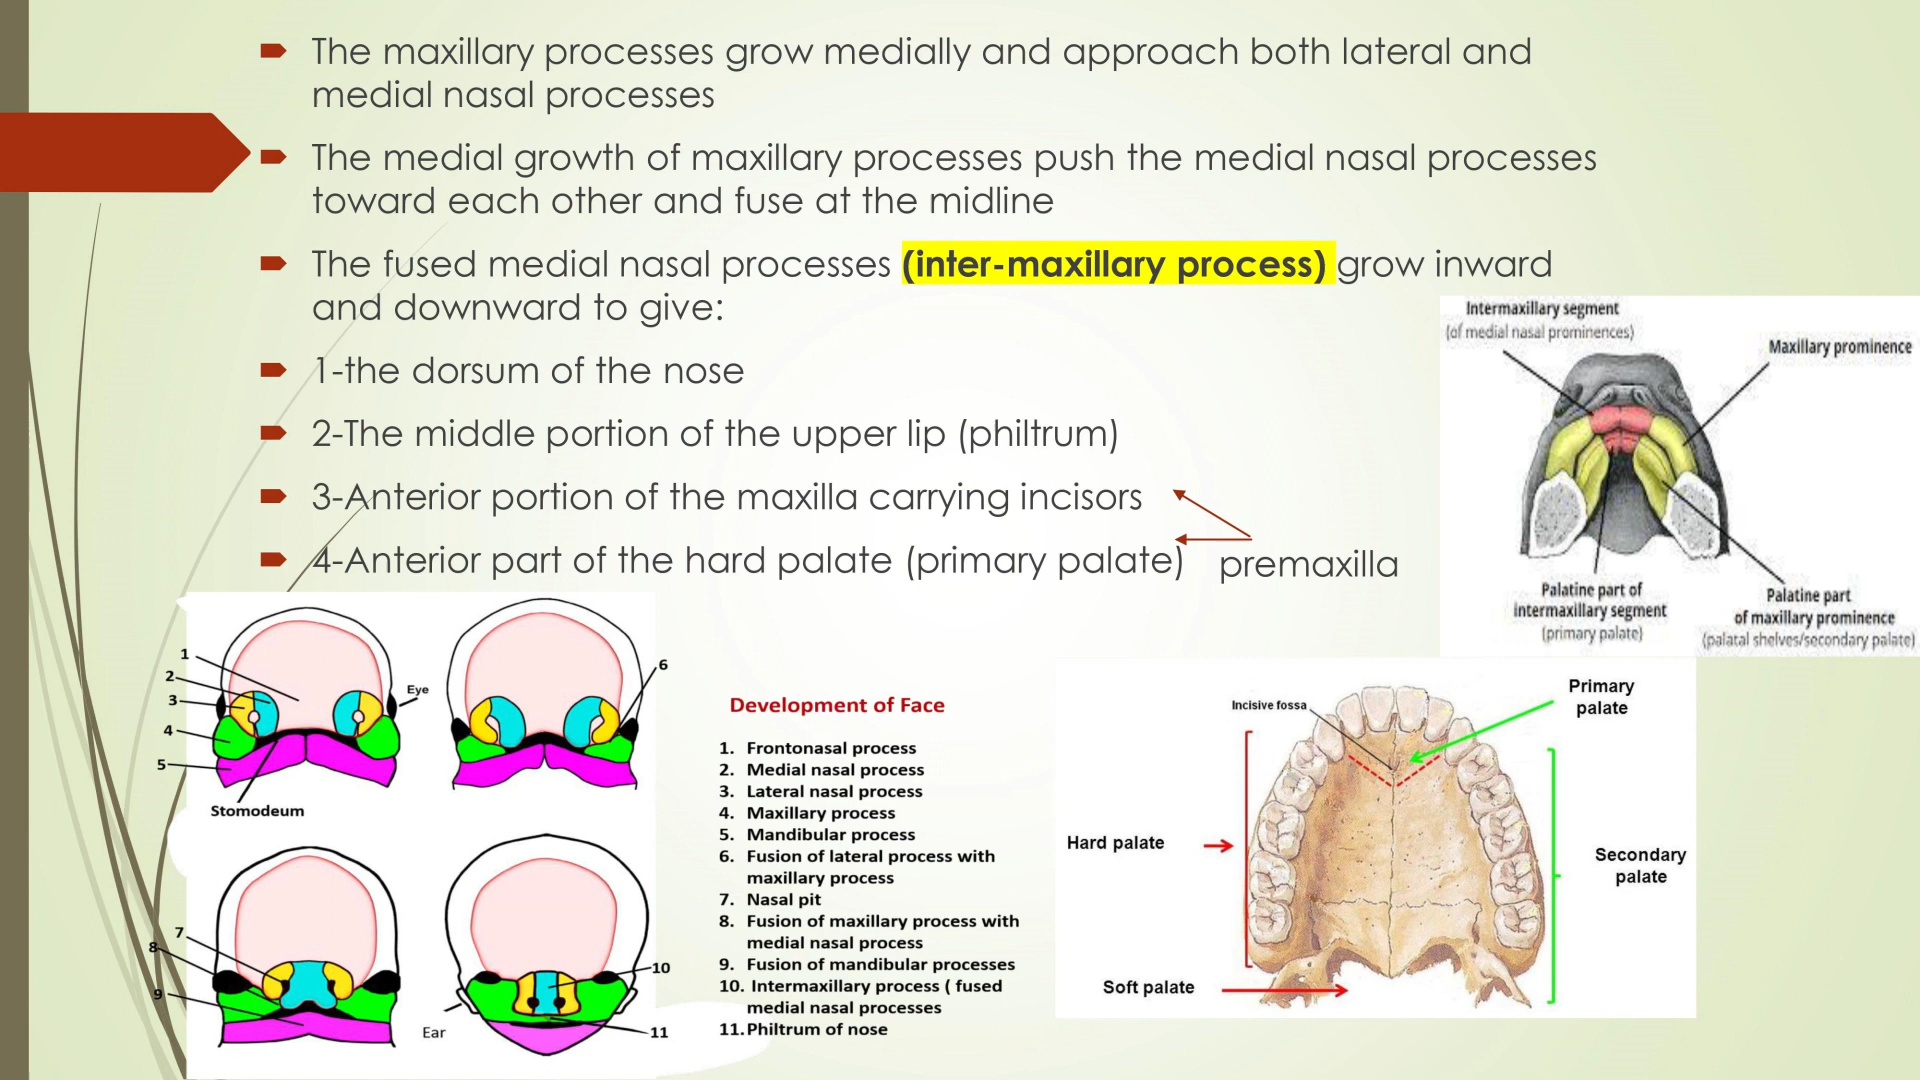 The maxillary processes grow medially and approach both lateral and
medial nasal processes
The medial growth of maxillary processes push the medial nasal processes
toward each other and fuse at the midline
The fused medial nasal processes (inter-maxillary process) grow inward
and downward to give:
1-the dorsum of the nose
2-The middle portion of the upper lip (philtrum)
3-Anterior portion of the maxilla carrying incisors
4-Anterior part of the hard palate (primary palate)
premaxilla
Intermaxillary segment
(of medial nasal prominences)
Maxillary prominence
Palatine part of
intermaxillary segment
(primary palate)
Palatine part
of maxillary prominence
(palatal shelves/secondary palate)
1
2
3
4
5
Eye
Stomodeum
6
7
8
9
Ear
10
11
Development of Face
1. Frontonasal process
2. Medial nasal process
3. Lateral nasal process
4. Maxillary process
5. Mandibular process
6. Fusion of lateral process with
maxillary process
7. Nasal pit
8. Fusion of maxillary process with
medial nasal process
9. Fusion of mandibular processes
10. Intermaxillary process ( fused
medial nasal processes
11. Philtrum of nose
Incisive fossa
Primary
palate
Hard palate
Secondary
palate
Soft palate